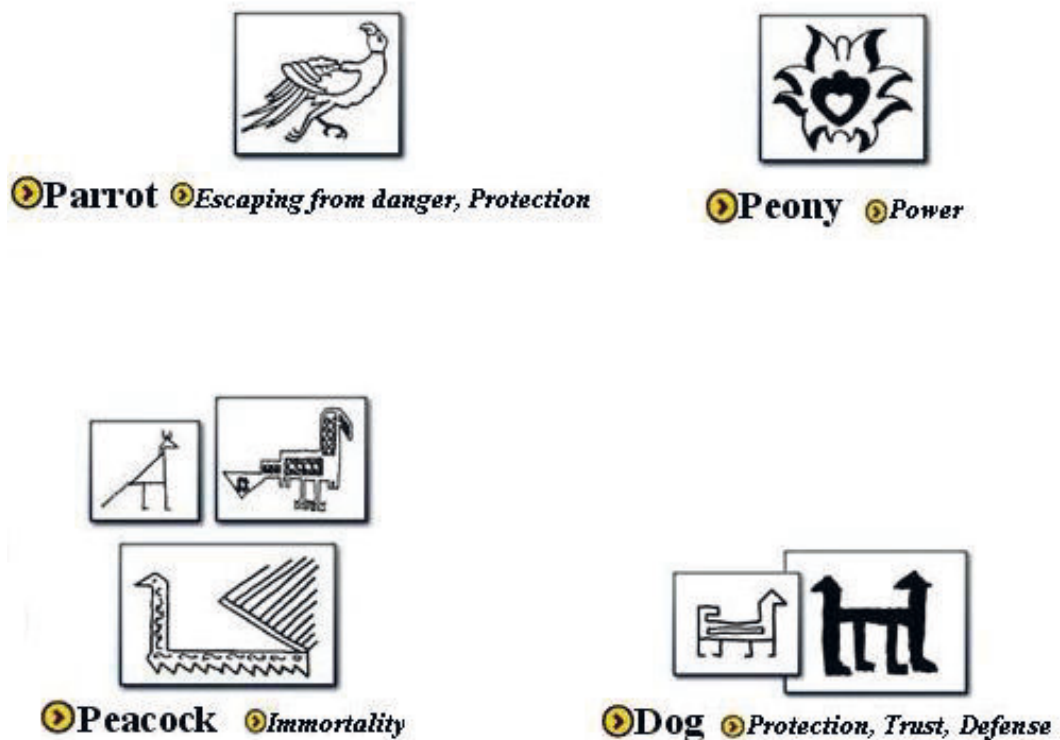 Parrot Escaping from danger, Protection
Peony Power
Peacock Immortality
Dog Protection, Trust, Defense